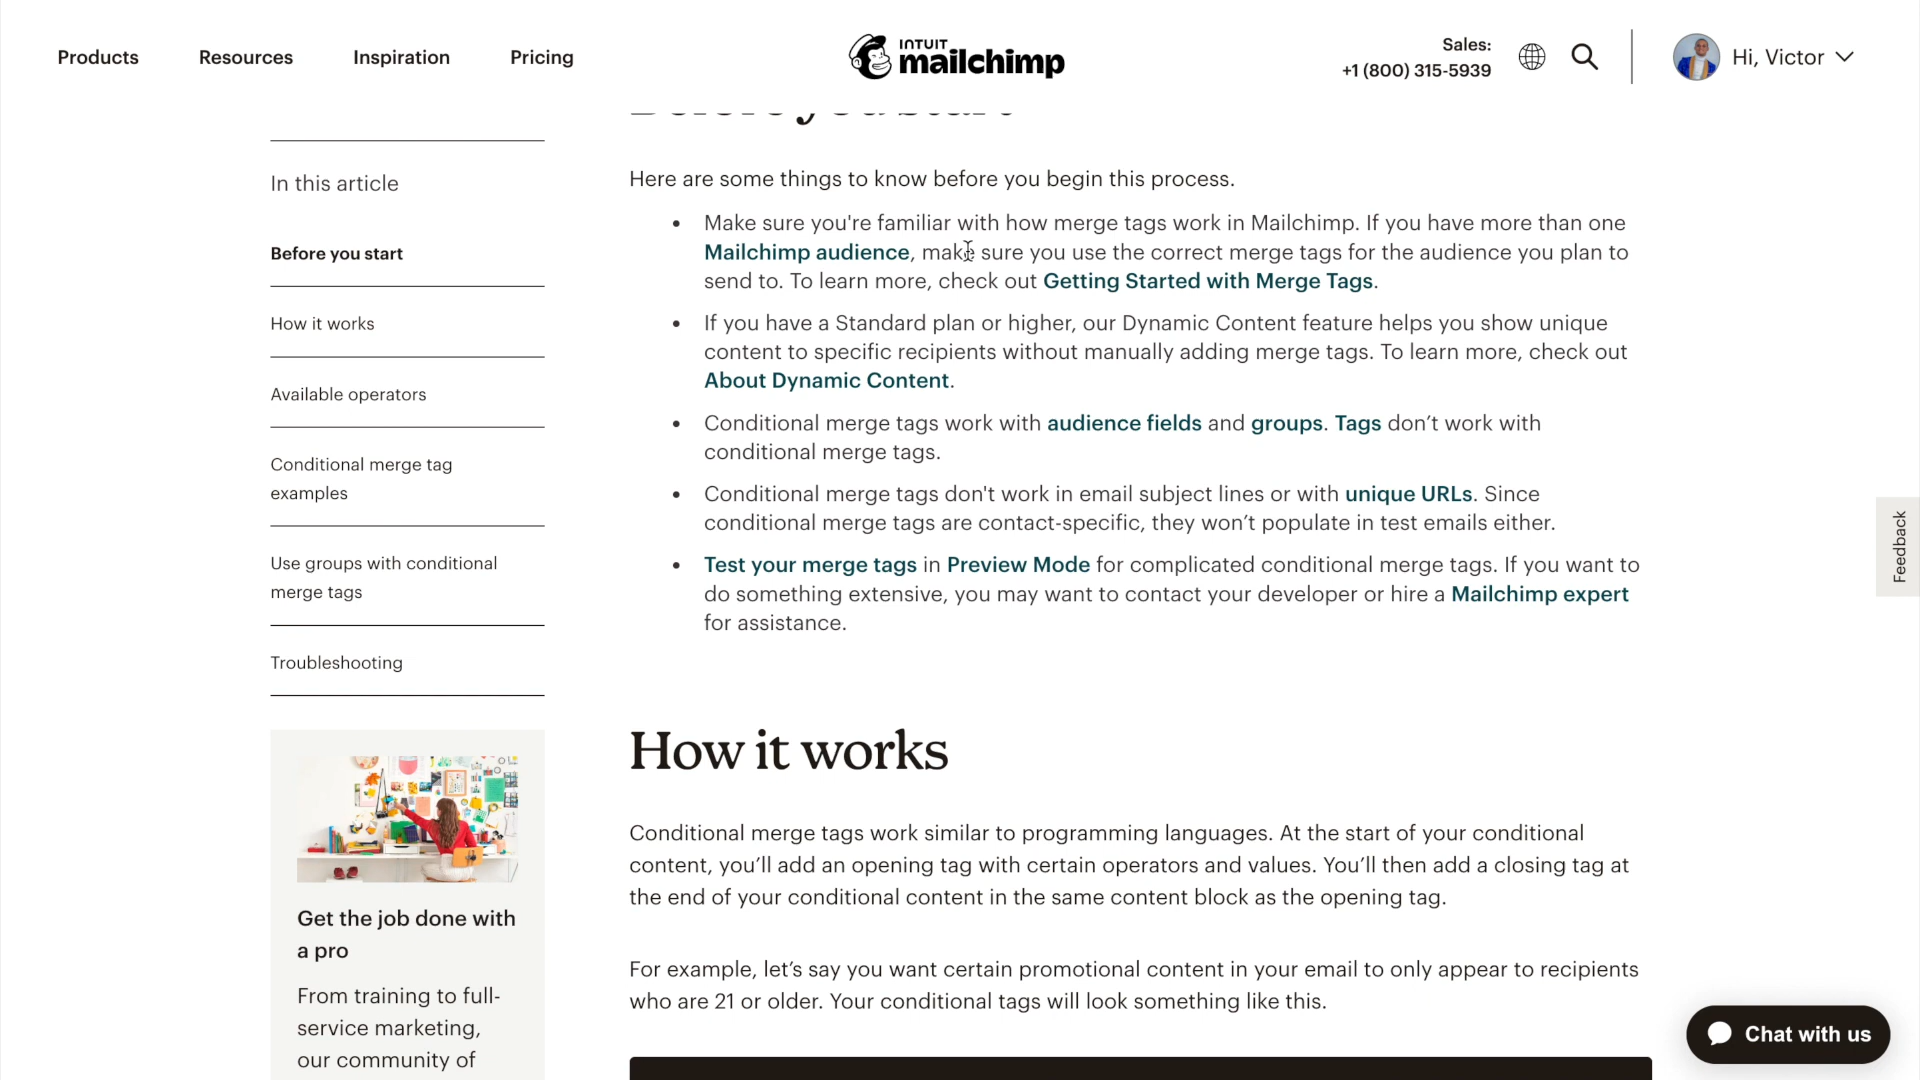 Products
Resources
Inspiration
Pricing
INTUIT
mailchimp
Sales:
+1 (800) 315-5939
Hi, Victor
In this article
Before you start
How it works
Available operators
Conditional merge tag
examples
Use groups with conditional
merge tags
Troubleshooting
Get the job done with
a pro
From training to full-
service marketing,
our community of
Before you start
Here are some things to know before you begin this process.
• Make sure you're familiar with how merge tags work in Mailchimp. If you have more than one
Mailchimp audience, make sure you use the correct merge tags for the audience you plan to
send to. To learn more, check out Getting Started with Merge Tags.
• If you have a Standard plan or higher, our Dynamic Content feature helps you show unique
content to specific recipients without manually adding merge tags. To learn more, check out
About Dynamic Content.
• Conditional merge tags work with audience fields and groups. Tags don’t work with
conditional merge tags.
• Conditional merge tags don't work in email subject lines or with unique URLs. Since
conditional merge tags are contact-specific, they won’t populate in test emails either.
• Test your merge tags in Preview Mode for complicated conditional merge tags. If you want to
do something extensive, you may want to contact your developer or hire a Mailchimp expert
for assistance.
How it works
Conditional merge tags work similar to programming languages. At the start of your conditional
content, you’ll add an opening tag with certain operators and values. You’ll then add a closing tag at
the end of your conditional content in the same content block as the opening tag.
For example, let’s say you want certain promotional content in your email to only appear to recipients
who are 21 or older. Your conditional tags will look something like this.
Feedback
Chat with us